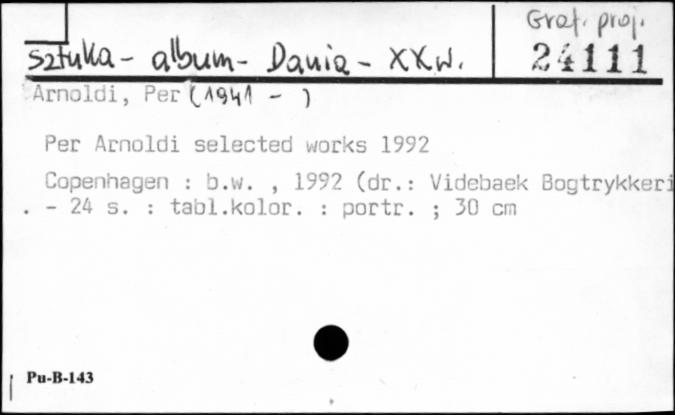 Graf. proj.
sztuka - album - Dania - XX w.
24111
Arnoldi, Per (1941 - )
Per Arnoldi selected works 1992
Copenhagen : b.w. , 1992 (dr.: Videbaek Bogtrykkeri
. - 24 s. : tabl.kolor. : portr. ; 30 cm
Pu-B-143